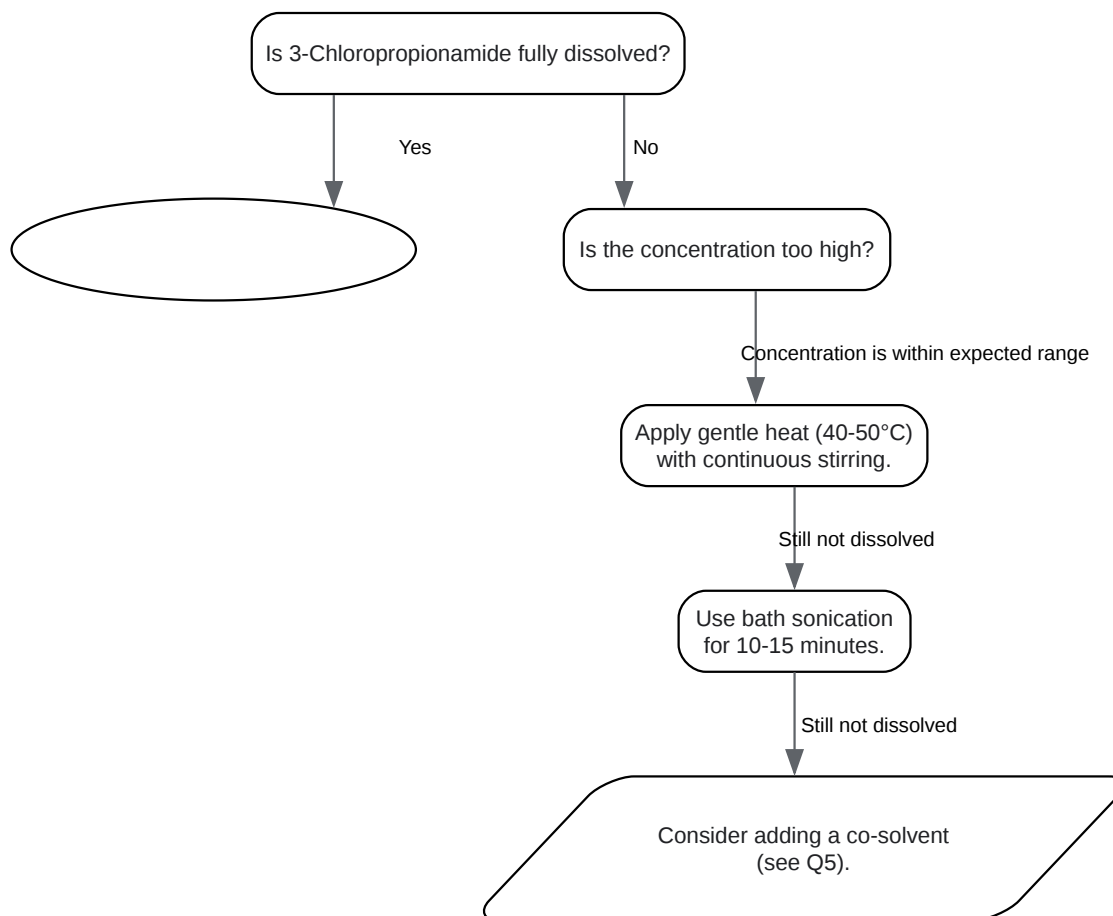 Is 3-Chloropropionamide fully dissolved?
Yes
No
Is the concentration too high?
Concentration is within expected range
Apply gentle heat (40-50°C)
with continuous stirring.
Still not dissolved
Use bath sonication
for 10-15 minutes.
Still not dissolved
Consider adding a co-solvent
(see Q5).